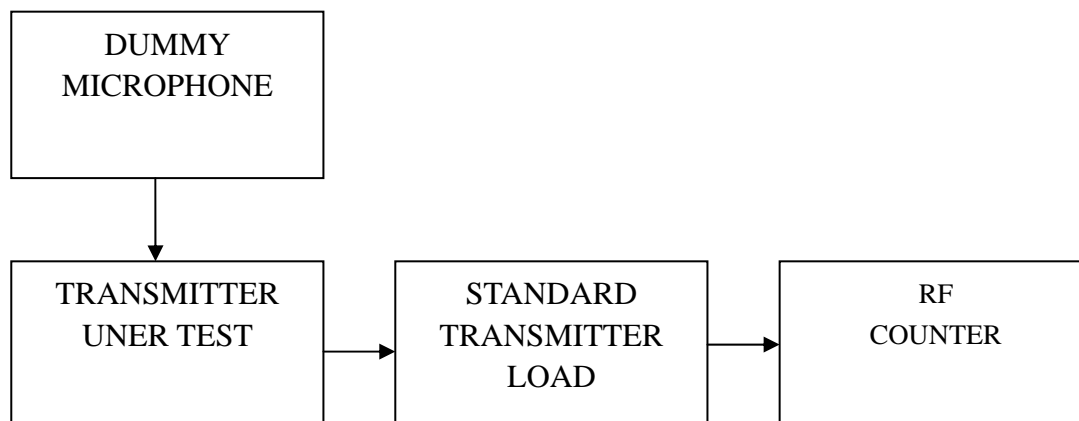 DUMMY
MICROPHONE
TRANSMITTER
UNER TEST
STANDARD
TRANSMITTER
LOAD
RF
COUNTER